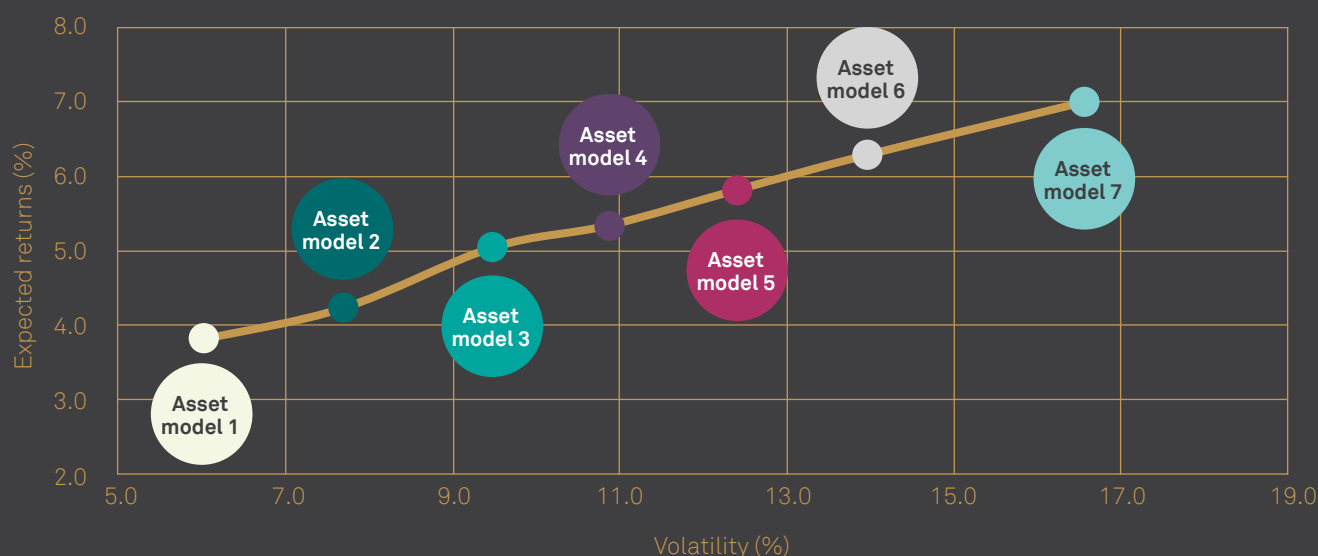 8.0
7.0
6.0
5.0
4.0
3.0
2.0
Expected returns (%)
Asset
model 1
Asset
model 2
Asset
model 3
Asset
model 4
Asset
model 5
Asset
model 6
Asset
model 7
5.0
7.0
9.0
11.0
13.0
15.0
17.0
19.0
Volatility (%)